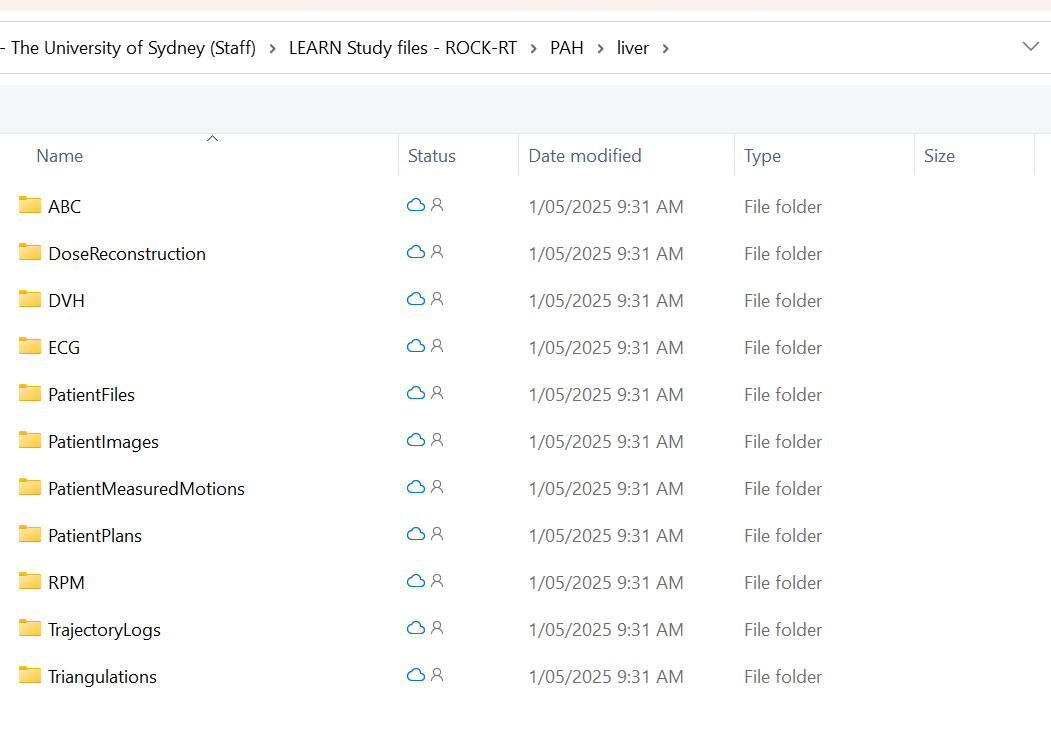 - The University of Sydney (Staff) > LEARN Study files - ROCK-RT > PAH > liver >
Name Status Date modified Type Size
ABC 1/05/2025 9:31 AM File folder
DoseReconstruction 1/05/2025 9:31 AM File folder
DVH 1/05/2025 9:31 AM File folder
ECG 1/05/2025 9:31 AM File folder
PatientFiles 1/05/2025 9:31 AM File folder
PatientImages 1/05/2025 9:31 AM File folder
PatientMeasuredMotions 1/05/2025 9:31 AM File folder
PatientPlans 1/05/2025 9:31 AM File folder
RPM 1/05/2025 9:31 AM File folder
TrajectoryLogs 1/05/2025 9:31 AM File folder
Triangulations 1/05/2025 9:31 AM File folder